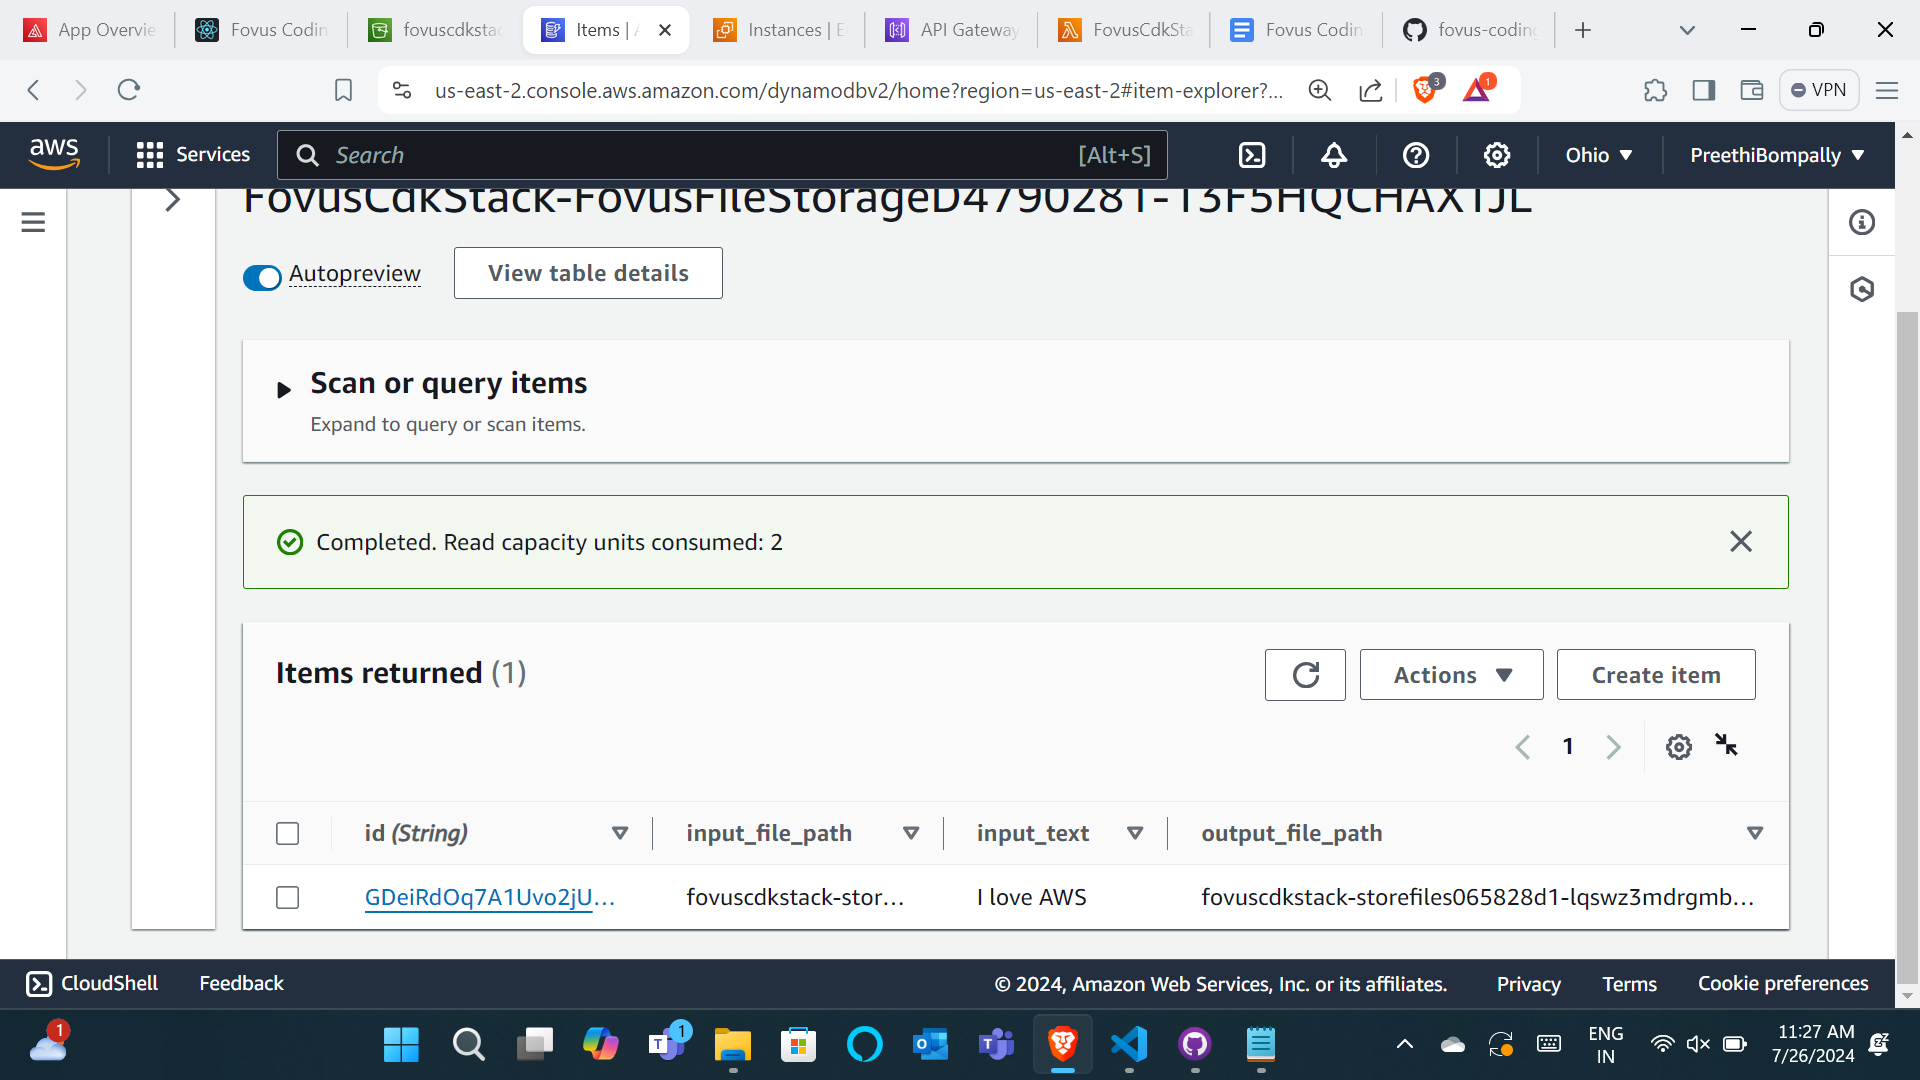 App Overvie
Fovus Codin
fovuscdkstac
Items | A
Instances | E
API Gateway
FovusCdkSta
Fovus Codin
fovus-coding
us-east-2.console.aws.amazon.com/dynamodbv2/home?region=us-east-2#item-explorer?...
3
1
VPN
aws
Services
Search
[Alt+S]
Ohio
PreethiBompally
FovusCdkStack-FovusFileStorageD4790281-13F5HQCHAX1JL
Autopreview
View table details
Scan or query items
Expand to query or scan items.
Completed. Read capacity units consumed: 2
Items returned (1)
Actions
Create item
1
id (String)
input_file_path
input_text
output_file_path
GDeiRdOq7A1Uvo2jU...
fovuscdkstack-stor...
I love AWS
fovuscdkstack-storefiles065828d1-lqswz3mdrgmb...
CloudShell
Feedback
© 2024, Amazon Web Services, Inc. or its affiliates.
Privacy
Terms
Cookie preferences
1
1
ENG
IN
11:27 AM
7/26/2024